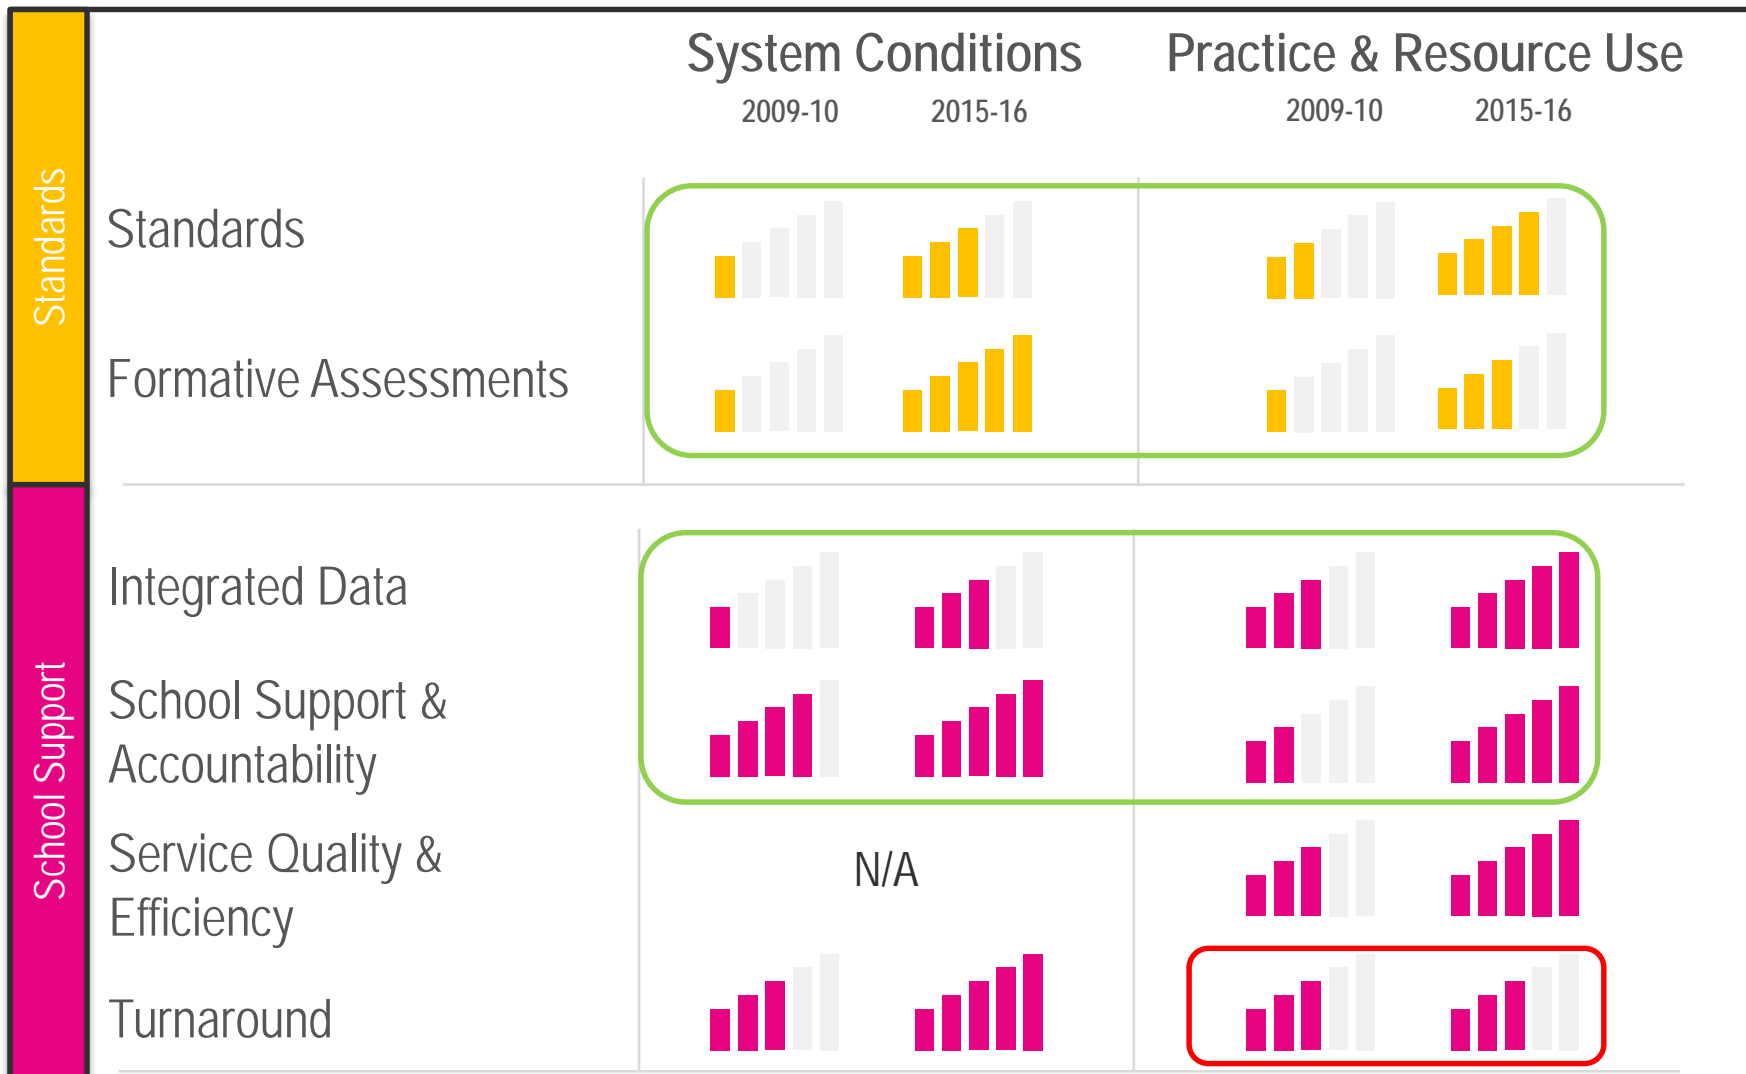 System Conditions
Practice & Resource Use
2009-10
2015-16
2009-10
2015-16
Standards
Standards
Formative Assessments
School Support
Integrated Data
School Support &
Accountability
Service Quality &
Efficiency
N/A
Turnaround